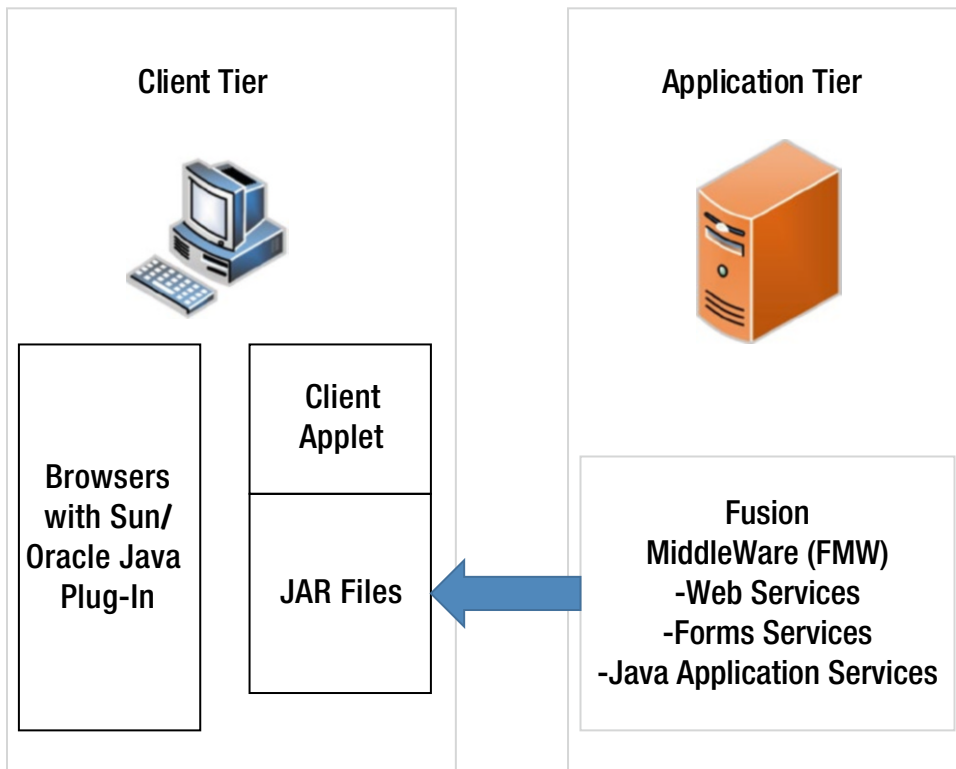 Client Tier
Browsers
with Sun/
Oracle Java
Plug-In
Client
Applet
JAR Files
Application Tier
Fusion
MiddleWare (FMW)
-Web Services
-Forms Services
-Java Application Services